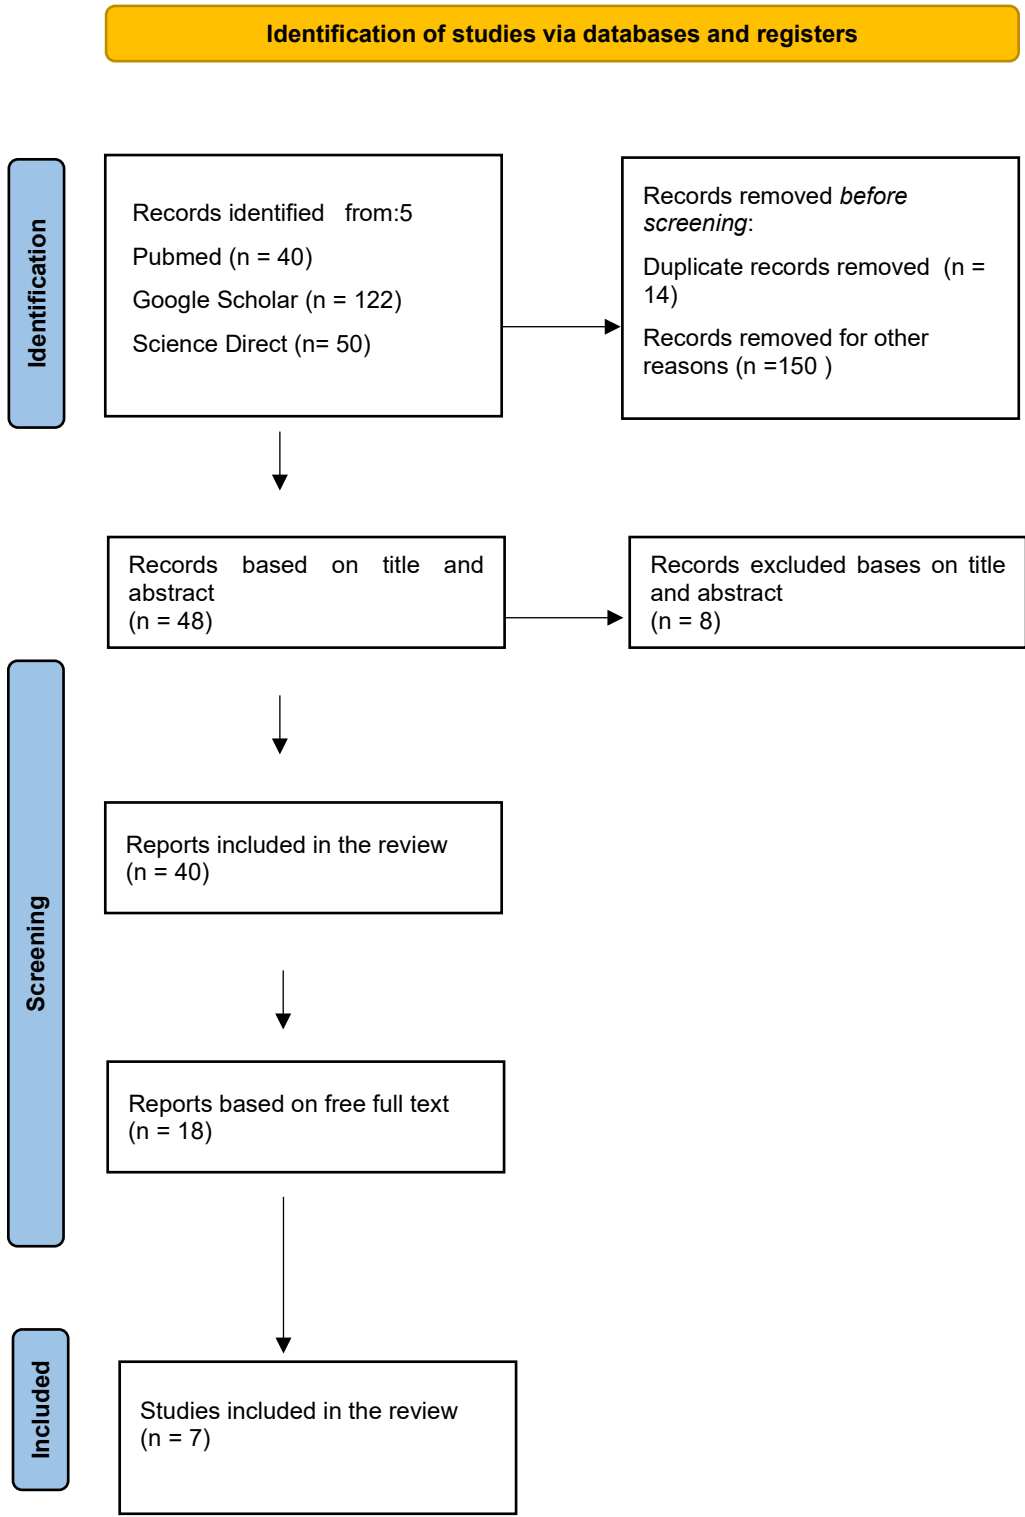 Identification of studies via databases and registers
Identification
Records identified from:5
Pubmed (n = 40)
Google Scholar (n = 122)
Science Direct (n= 50)
Records removed before
screening:
Duplicate records removed (n =
14)
Records removed for other
reasons (n =150 )
Records based on title and
abstract
(n = 48)
Records excluded bases on title
and abstract
(n = 8)
Screening
Reports included in the review
(n = 40)
Reports based on free full text
(n = 18)
Included
Studies included in the review
(n = 7)